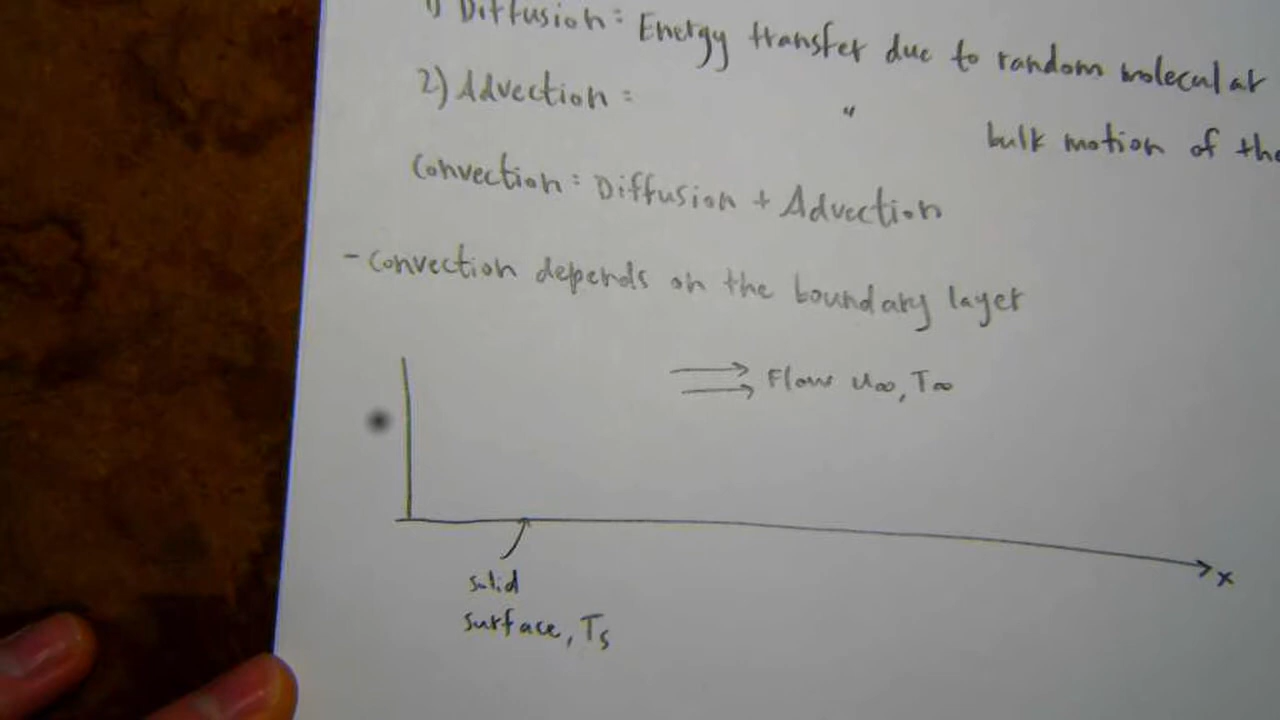 1) Diffusion: Energy transfer due to random molecular
2) Advection: " bulk motion of the
Convection: Diffusion + Advection
- Convection depends on the boundary layer
Flow u∞, T∞
x
solid
surface, Ts